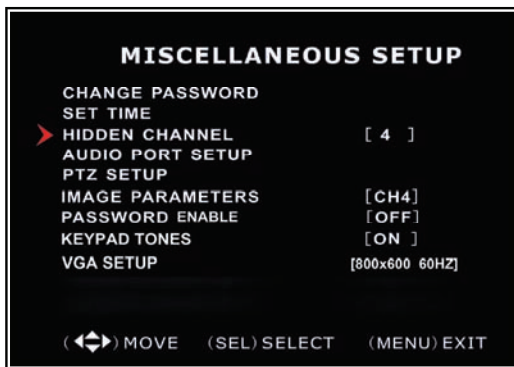 MISCELLANEOUS SETUP
CHANGE PASSWORD
SET TIME
HIDDEN CHANNEL [ 4 ]
AUDIO PORT SETUP
PTZ SETUP
IMAGE PARAMETERS [CH4]
PASSWORD ENABLE [OFF]
KEYPAD TONES [ON ]
VGA SETUP [800x600 60HZ]
( ) MOVE (SEL) SELECT (MENU) EXIT